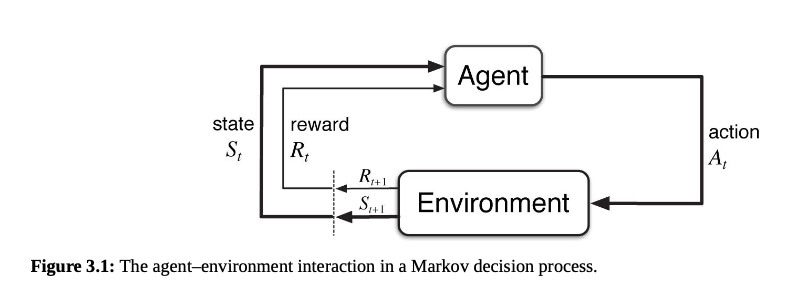 Agent
state
S_t
reward
R_t
action
A_t
R_{t+1}
S_{t+1}
Environment
Figure 3.1: The agent–environment interaction in a Markov decision process.